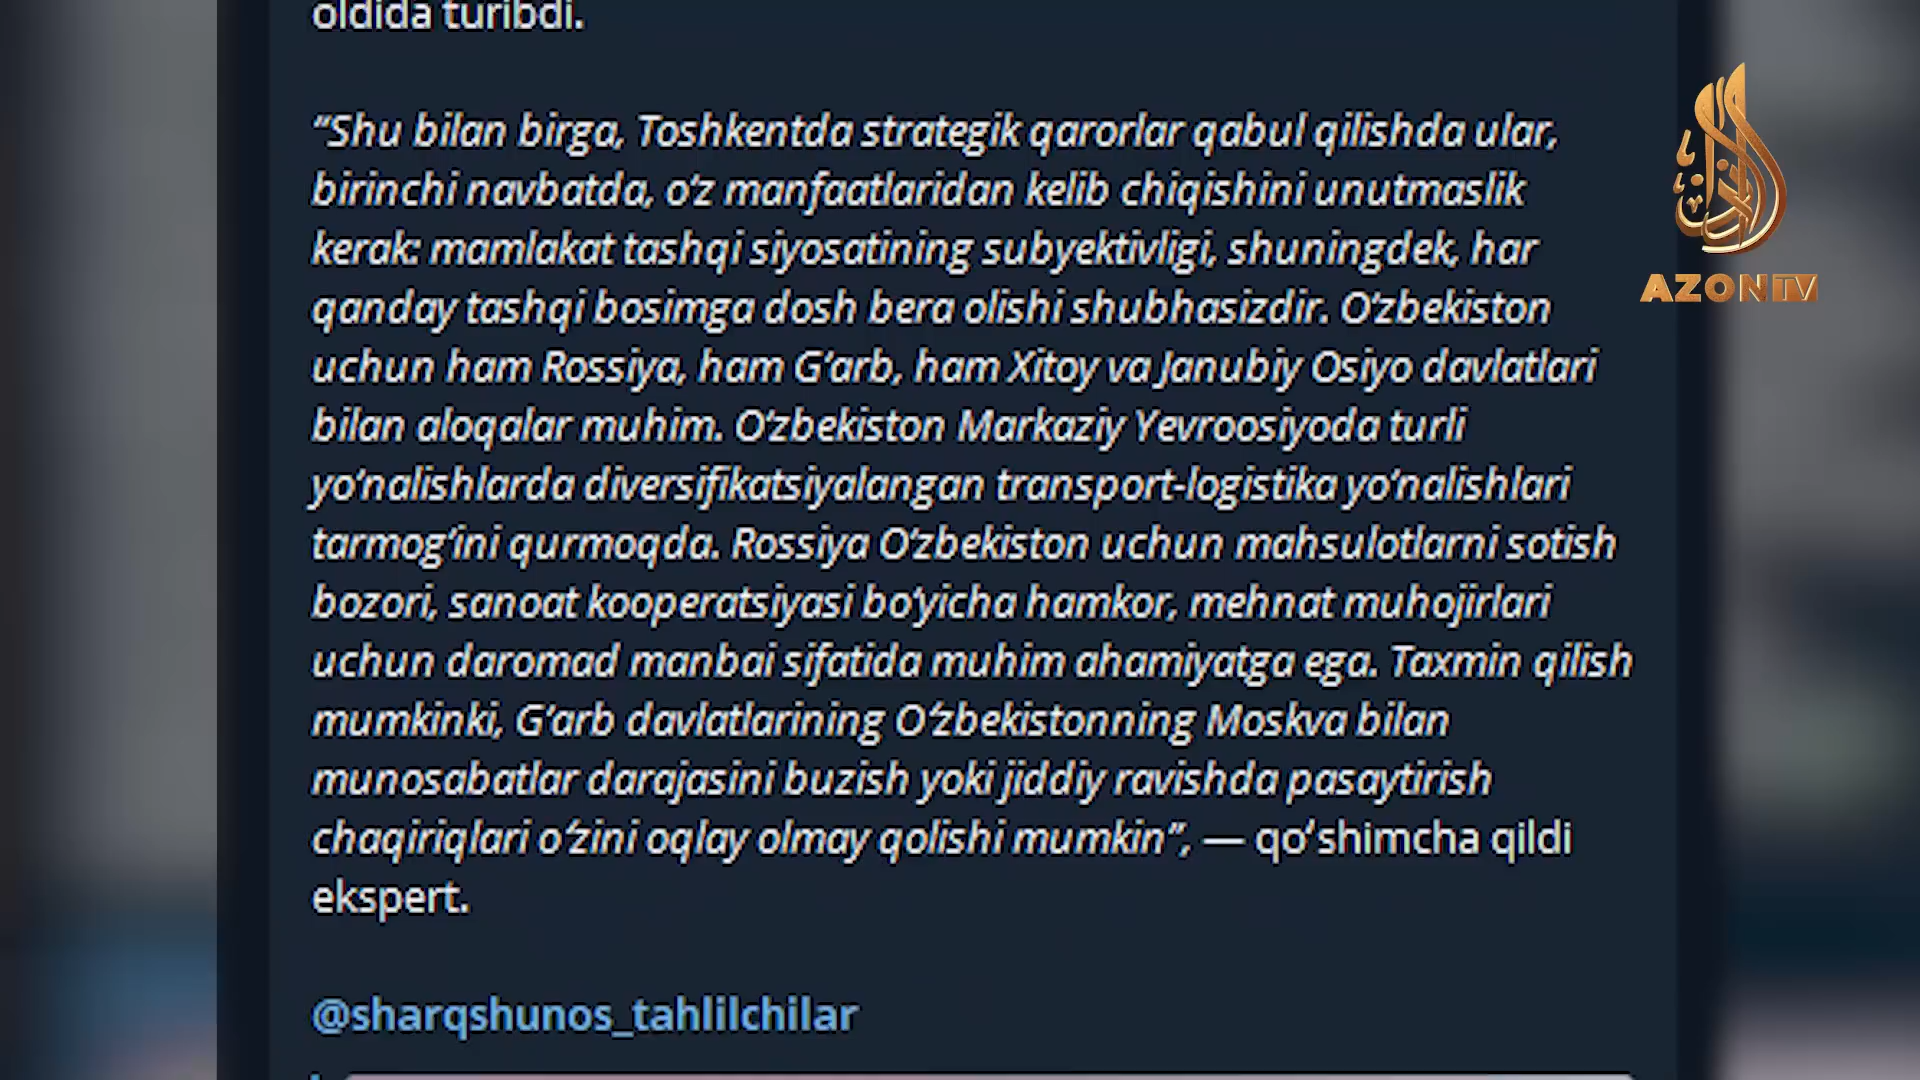 oldida turibdi.
“Shu bilan birga, Toshkentda strategik qarorlar qabul qilishda ular,
birinchi navbatda, o‘z manfaatlaridan kelib chiqishini unutmaslik
kerak: mamlakat tashqi siyosatining subyektivligi, shuningdek, har
qanday tashqi bosimga dosh bera olishi shubhasizdir. O‘zbekiston
uchun ham Rossiya, ham G‘arb, ham Xitoy va Janubiy Osiyo davlatlari
bilan aloqalar muhim. O‘zbekiston Markaziy Yevroosiyoda turli
yo‘nalishlarda diversifikatsiyalangan transport-logistika yo‘nalishlari
tarmog‘ini qurmoqda. Rossiya O‘zbekiston uchun mahsulotlarni sotish
bozori, sanoat kooperatsiyasi bo‘yicha hamkor, mehnat muhojirlari
uchun daromad manbai sifatida muhim ahamiyatga ega. Taxmin qilish
mumkinki, G‘arb davlatlarining O‘zbekistonning Moskva bilan
munosabatlar darajasini buzish yoki jiddiy ravishda pasaytirish
chaqiriqlari o‘zini oqlay olmay qolishi mumkin”, — qo‘shimcha qildi
ekspert.
@sharqshunos_tahlilchilar
AZON TV